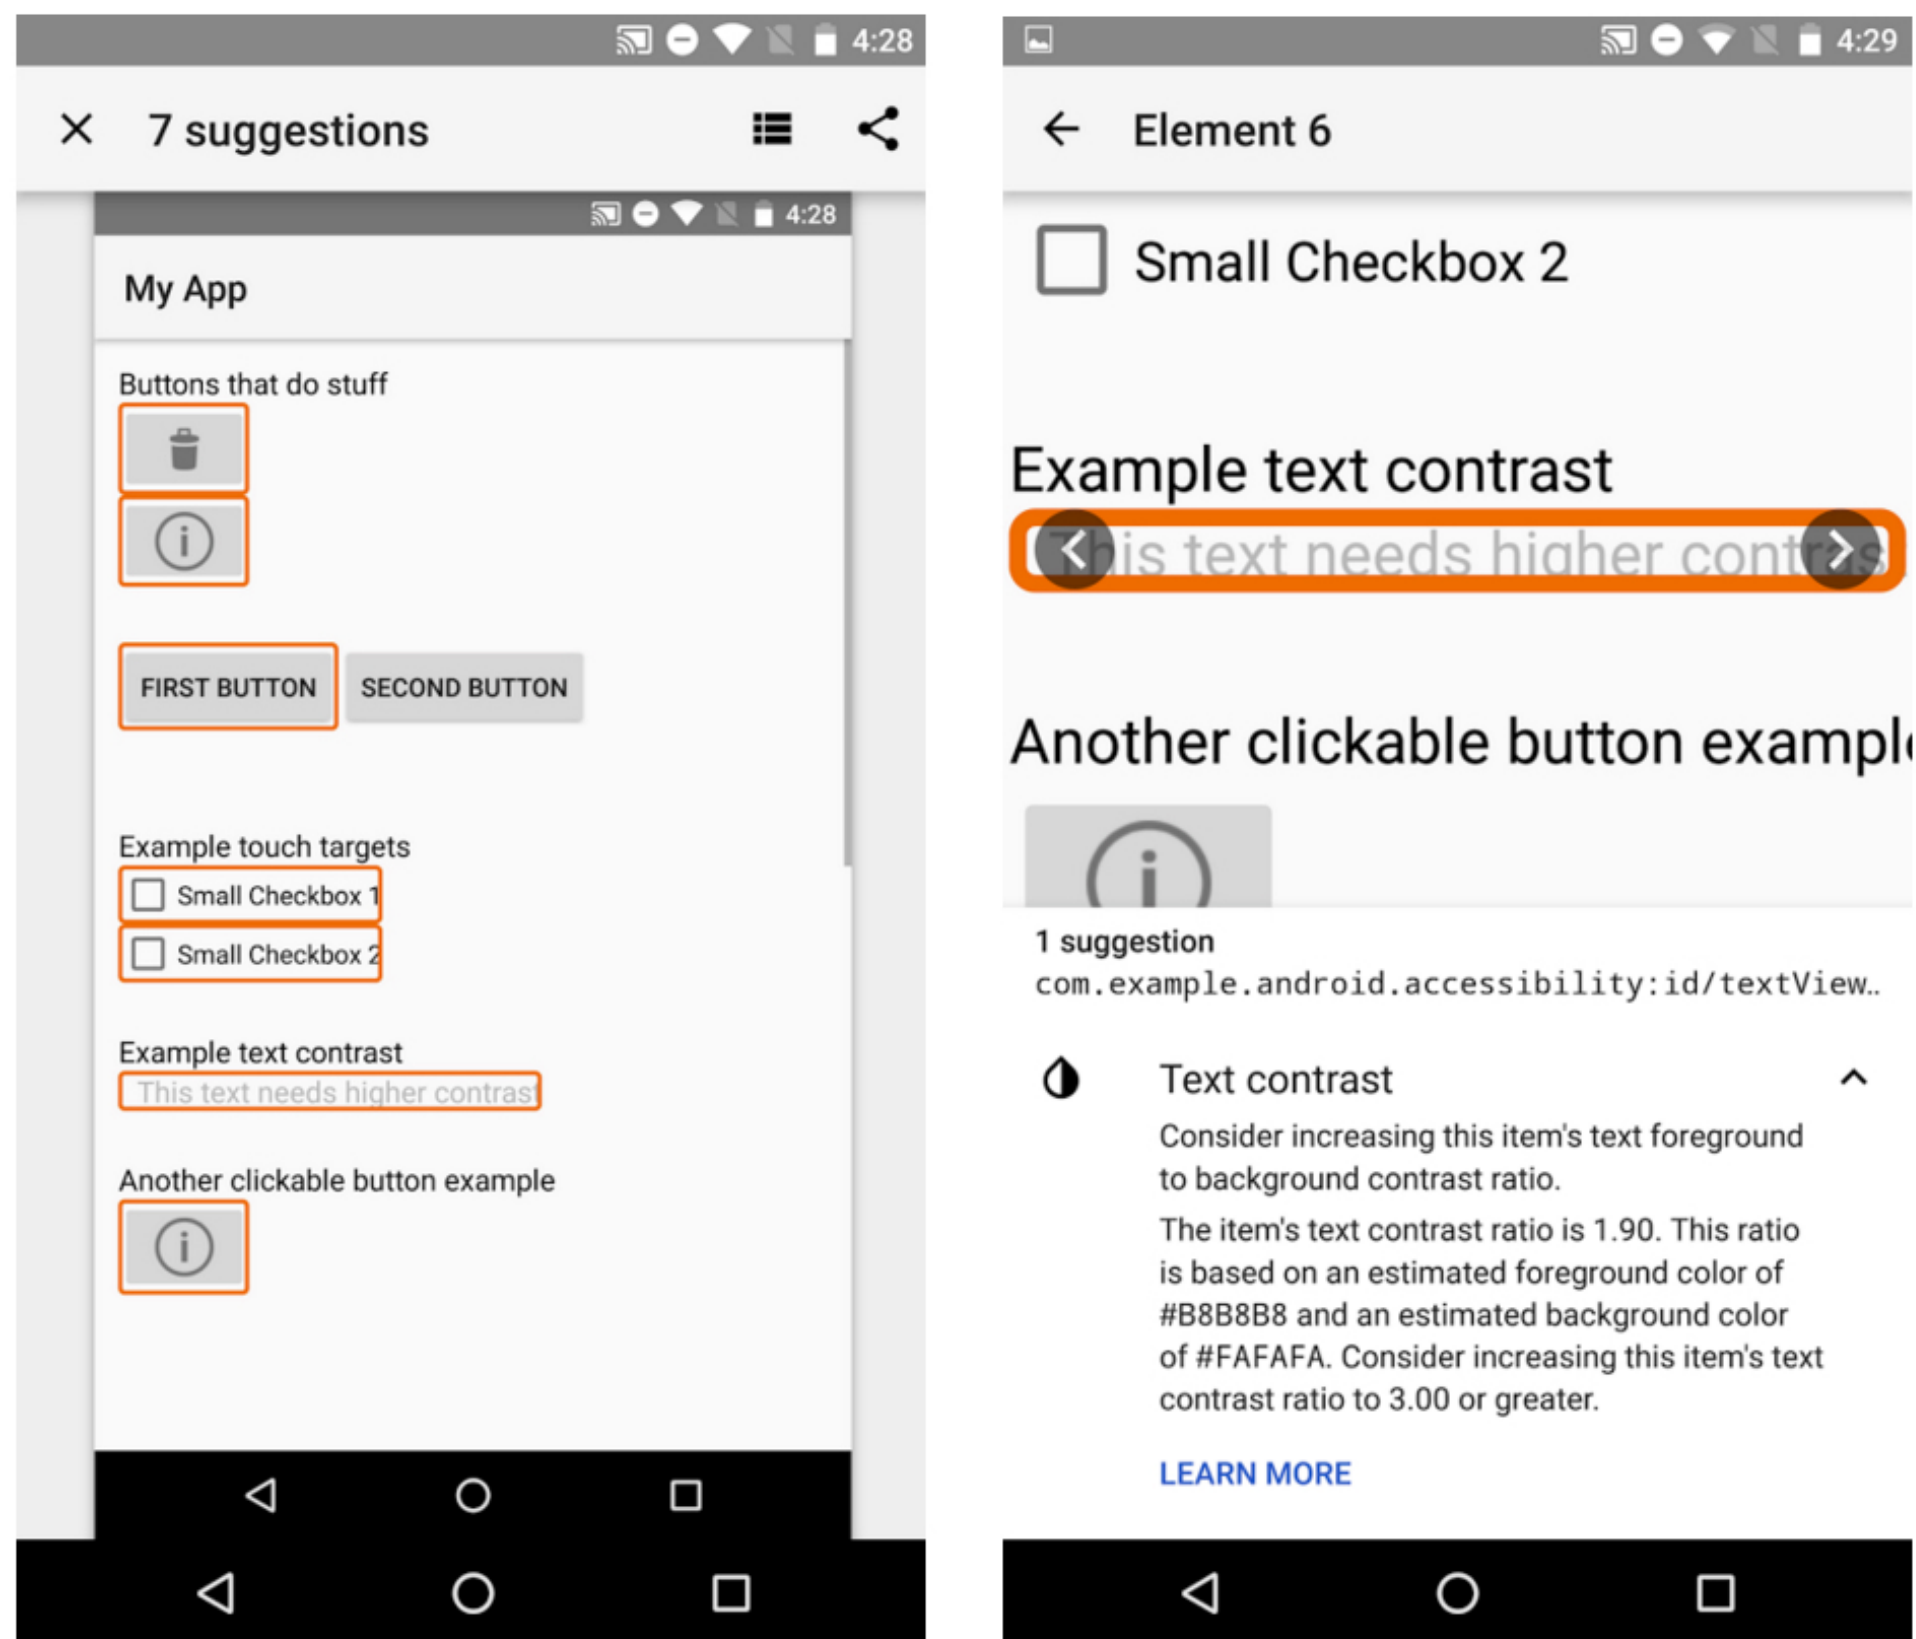 4:28
7 suggestions
4:28
My App
Buttons that do stuff
FIRST BUTTON
SECOND BUTTON
Example touch targets
Small Checkbox 1
Small Checkbox 2
Example text contrast
This text needs higher contrast
Another clickable button example
4:29
Element 6
Small Checkbox 2
Example text contrast
This text needs higher contras
Another clickable button example
1 suggestion
com.example.android.accessibility:id/textView..
Text contrast
Consider increasing this item's text foreground
to background contrast ratio.
The item's text contrast ratio is 1.90. This ratio
is based on an estimated foreground color of
#B8B8B8 and an estimated background color
of #FAFAFA. Consider increasing this item's text
contrast ratio to 3.00 or greater.
LEARN MORE